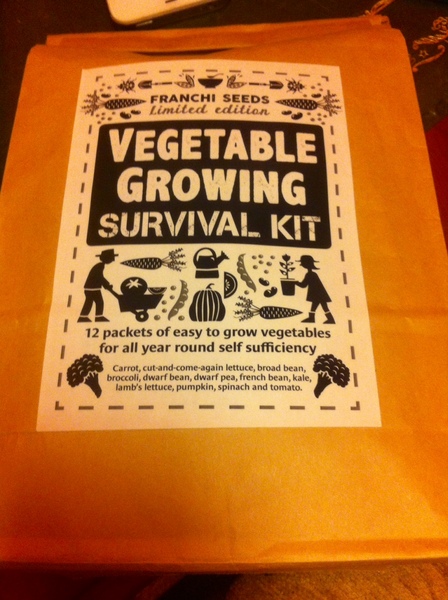 FRANCHI SEEDS
Limited edition
VEGETABLE
GROWING
SURVIVAL KIT
12 packets of easy to grow vegetables
for all year round self sufficiency
Carrot, cut-and-come-again lettuce, broad bean,
broccoli, dwarf bean, dwarf pea, french bean, kale,
lamb's lettuce, pumpkin, spinach and tomato.